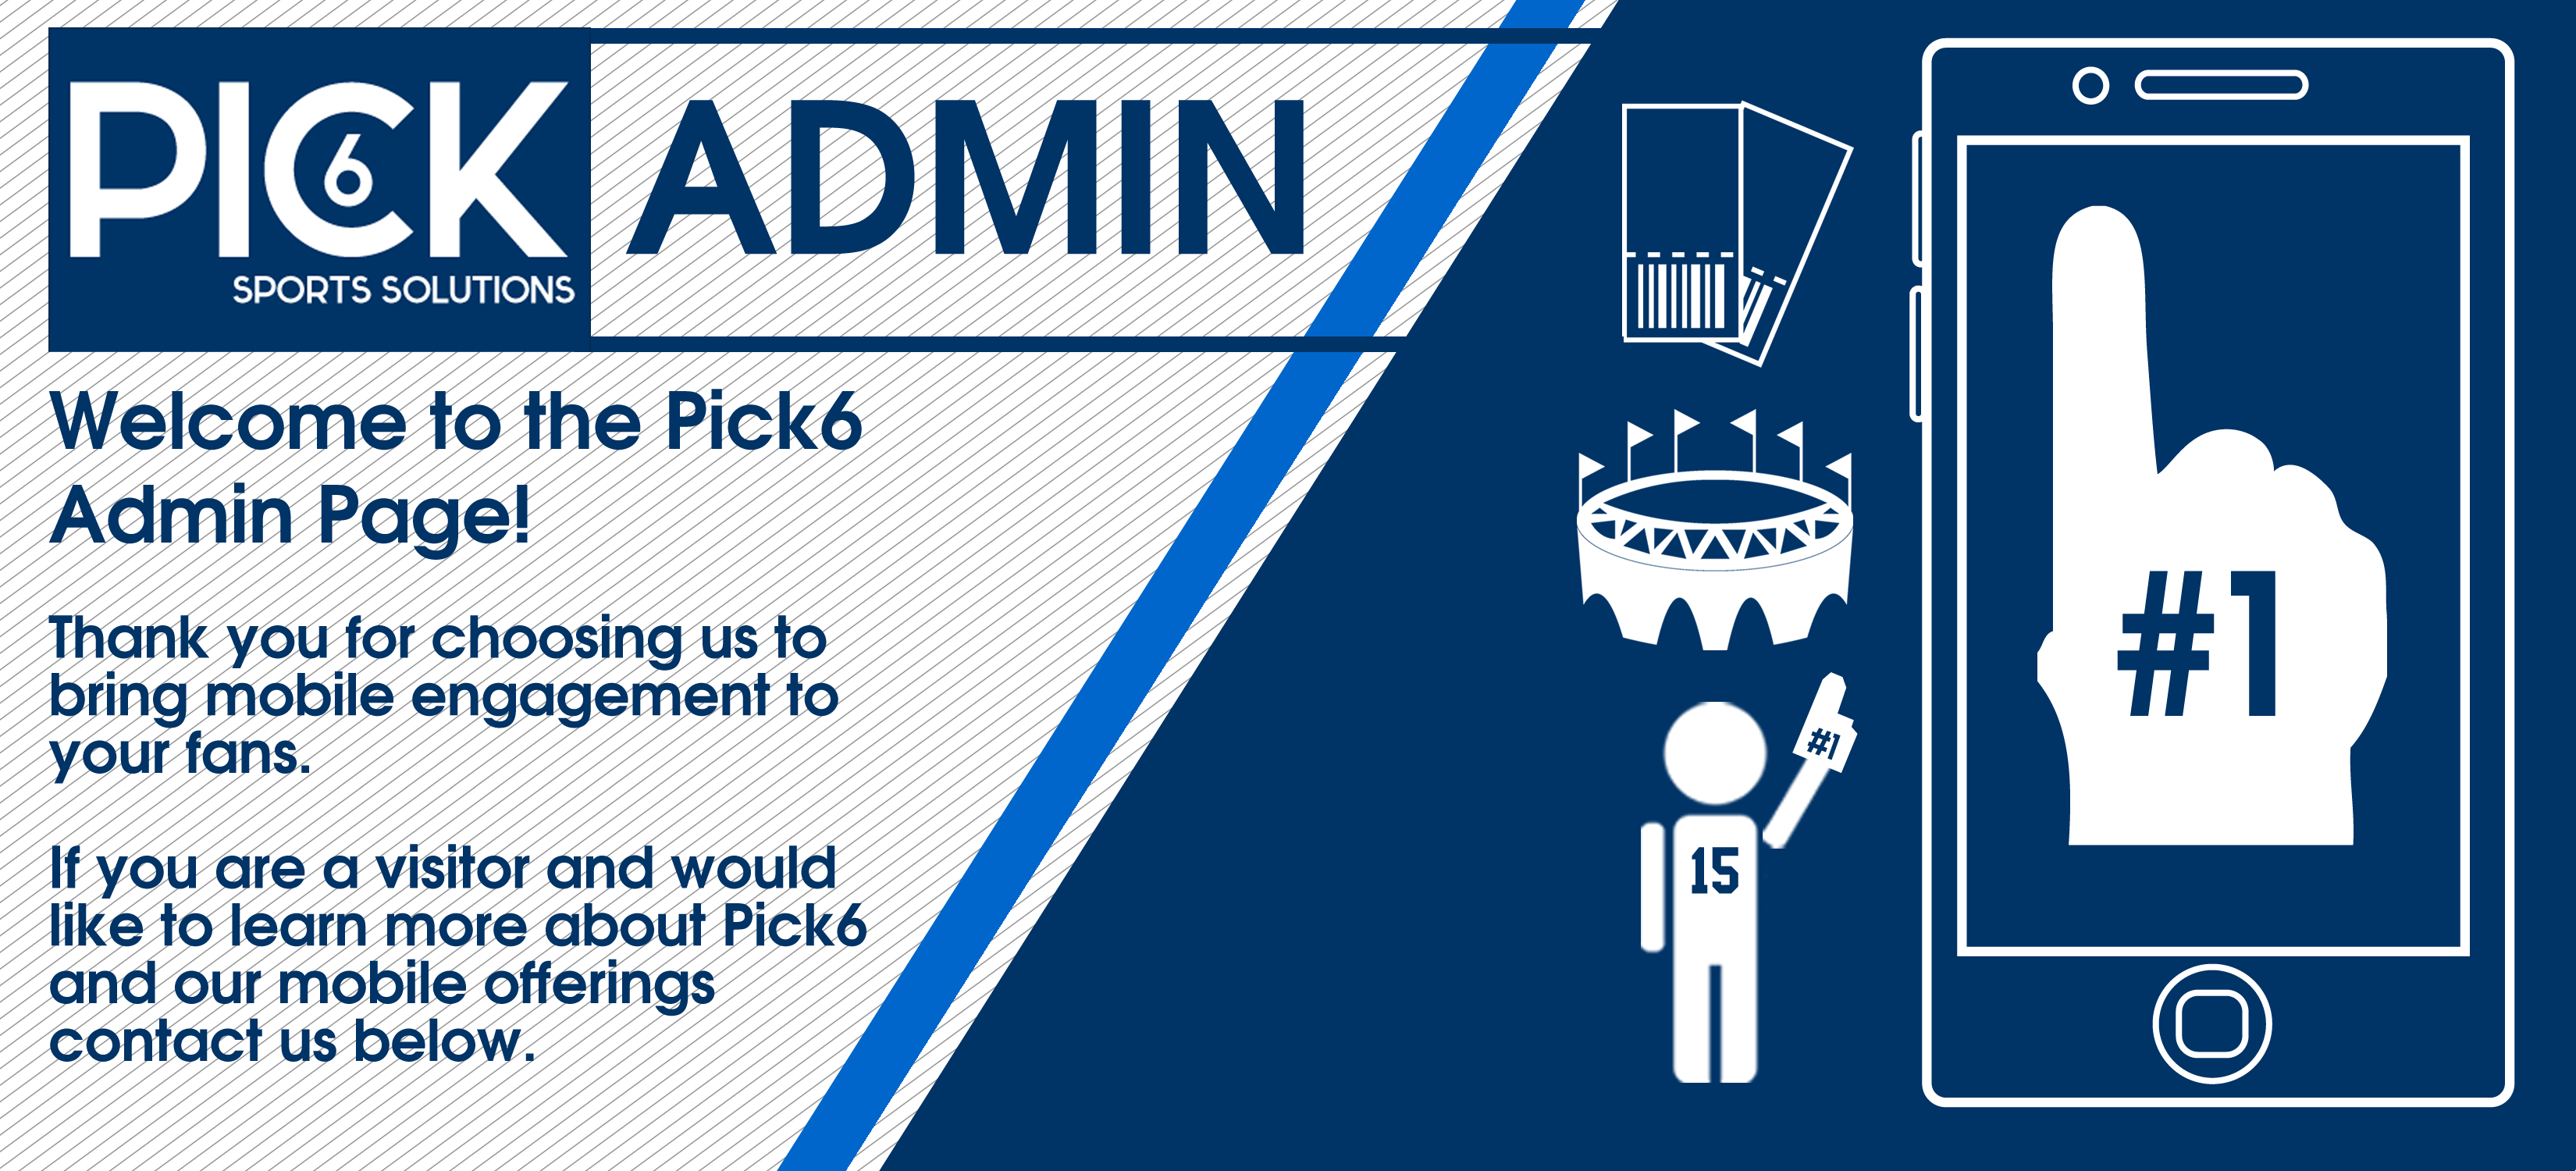 PICK
6
SPORTS SOLUTIONS
ADMIN
Welcome to the Pick6
Admin Page!
Thank you for choosing us to
bring mobile engagement to
your fans.
If you are a visitor and would
like to learn more about Pick6
and our mobile offerings
contact us below.
#1
15
#1